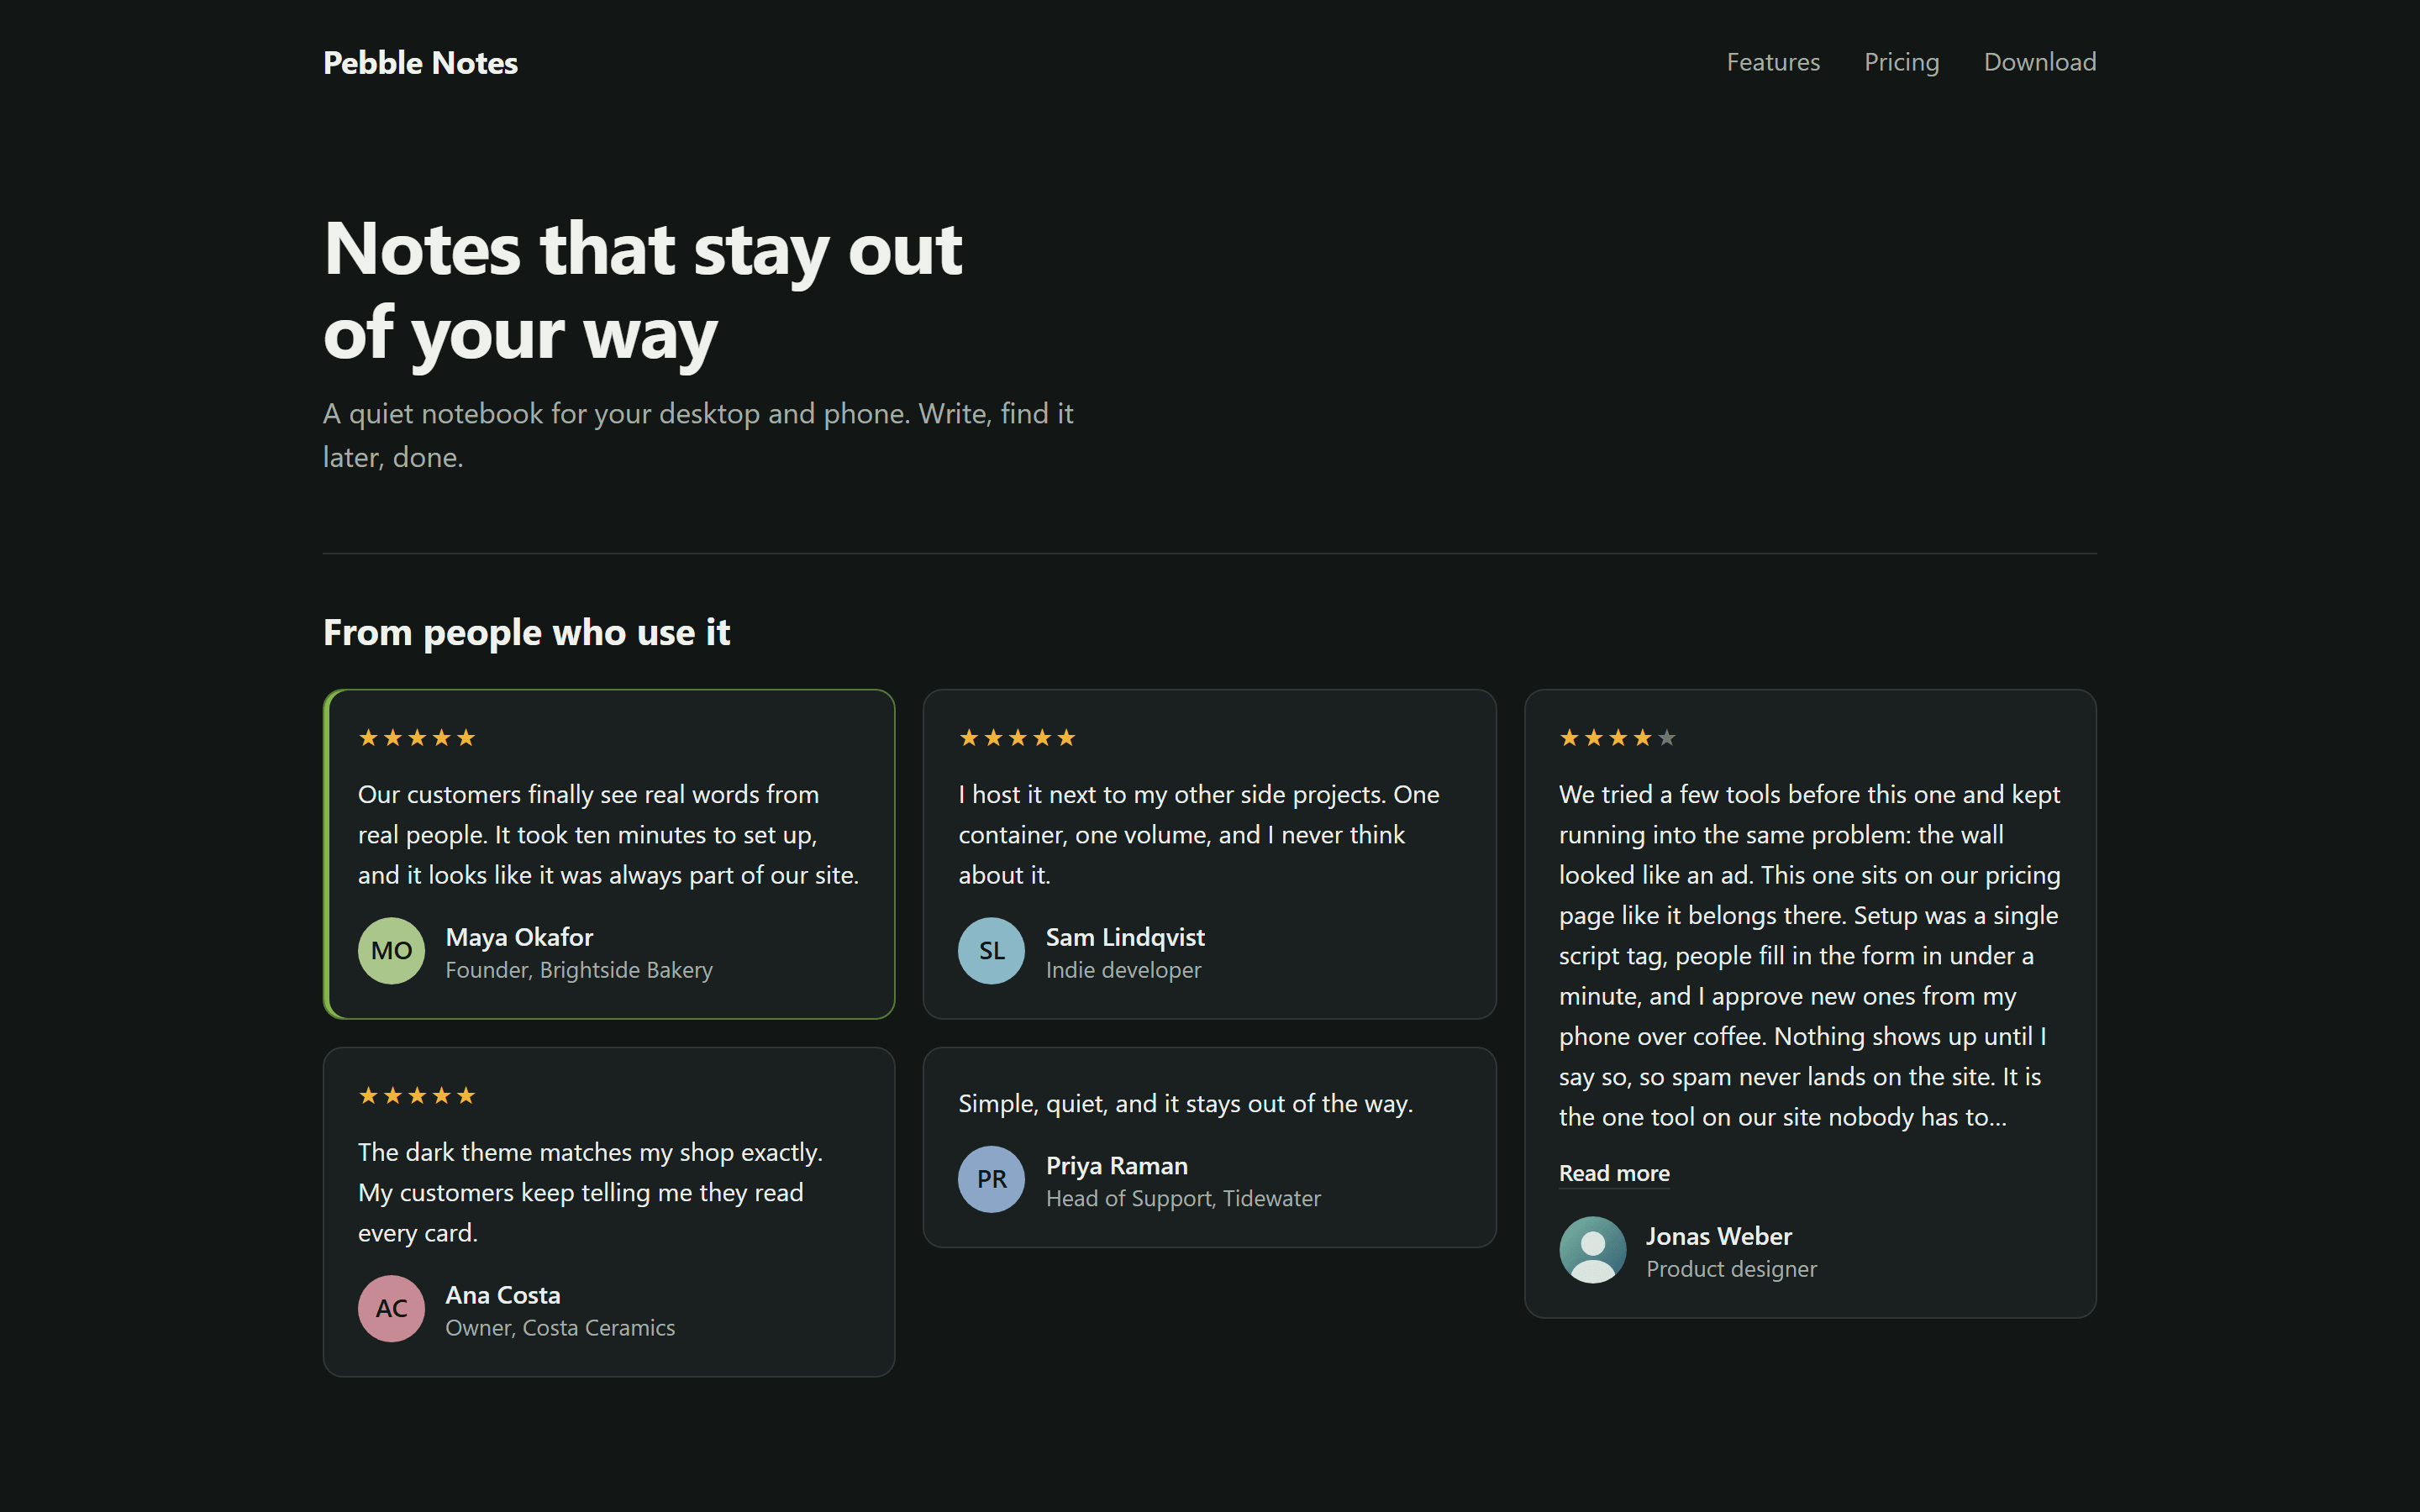 Pebble Notes
Features
Pricing
Download
Notes that stay out
of your way
A quiet notebook for your desktop and phone. Write, find it
later, done.
From people who use it
★★★★★
Our customers finally see real words from
real people. It took ten minutes to set up,
and it looks like it was always part of our site.
MO
Maya Okafor
Founder, Brightside Bakery
★★★★★
The dark theme matches my shop exactly.
My customers keep telling me they read
every card.
AC
Ana Costa
Owner, Costa Ceramics
★★★★★
I host it next to my other side projects. One
container, one volume, and I never think
about it.
SL
Sam Lindqvist
Indie developer
Simple, quiet, and it stays out of the way.
PR
Priya Raman
Head of Support, Tidewater
★★★★★
We tried a few tools before this one and kept
running into the same problem: the wall
looked like an ad. This one sits on our pricing
page like it belongs there. Setup was a single
script tag, people fill in the form in under a
minute, and I approve new ones from my
phone over coffee. Nothing shows up until I
say so, so spam never lands on the site. It is
the one tool on our site nobody has to...
Read more
Jonas Weber
Product designer